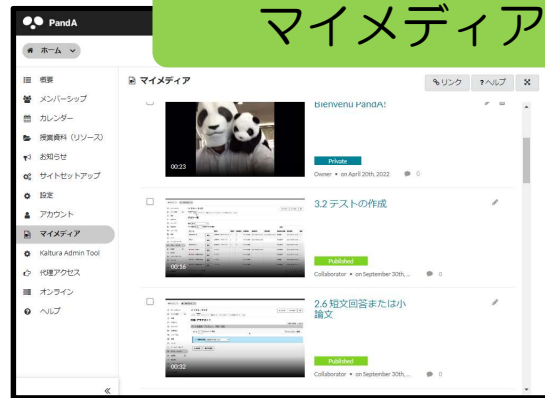 マイメディア
PandA
ホーム
概要
メンバーシップ
カレンダー
授業資料（リソース）
お知らせ
サイトセットアップ
設定
アカウント
マイメディア
Kaltura Admin Tool
代理アクセス
オンライン
ヘルプ
«
マイメディア
リンク
?ヘルプ
Bienvenu PandA!
00:23
Private
Owner • on April 20th, 2022 0
3.2 テストの作成
00:16
Published
Collaborator • on September 30th,... 0
2.6 短文回答または小
論文
00:32
Published
Collaborator • on September 30th,... 0